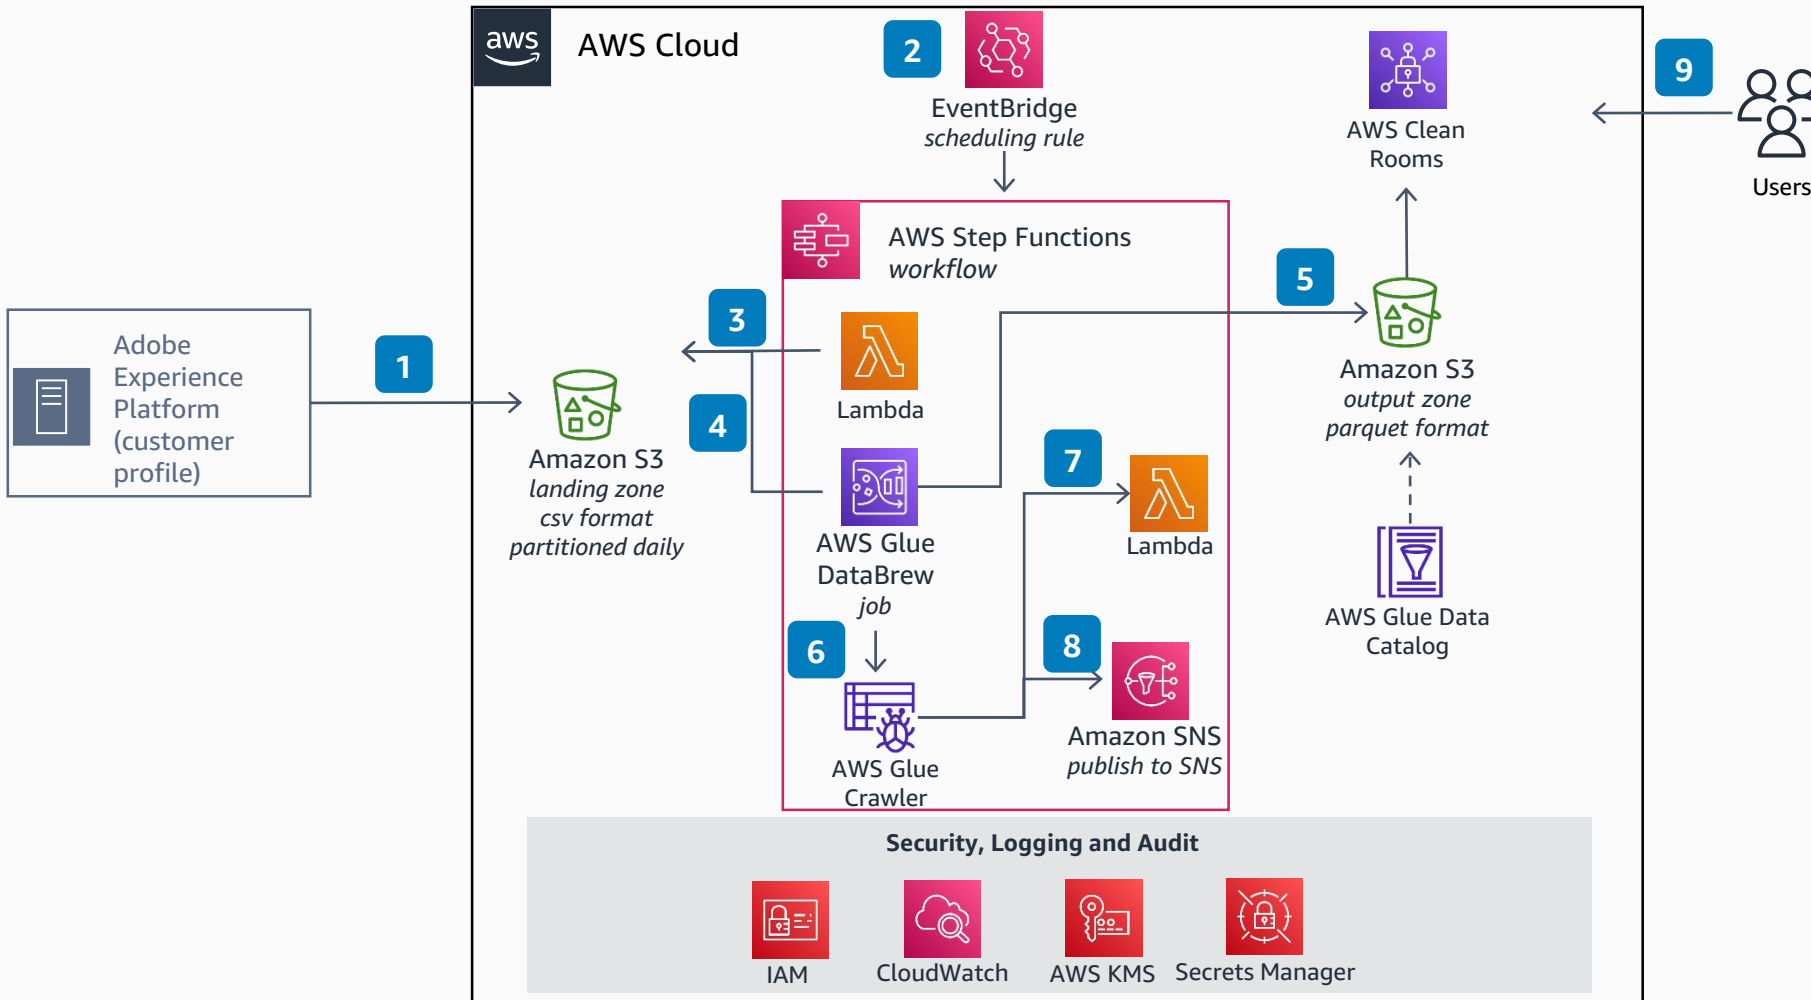 aws
AWS Cloud
2
EventBridge
scheduling rule
AWS Clean
Rooms
9
Users
AWS Step Functions
workflow
Adobe
Experience
Platform
(customer
profile)
1
Amazon S3
landing zone
csv format
partitioned daily
3
4
Lambda
AWS Glue
DataBrew
job
5
Amazon S3
output zone
parquet format
6
AWS Glue
Crawler
7
Lambda
8
Amazon SNS
publish to SNS
AWS Glue Data
Catalog
Security, Logging and Audit
IAM
CloudWatch
AWS KMS
Secrets Manager